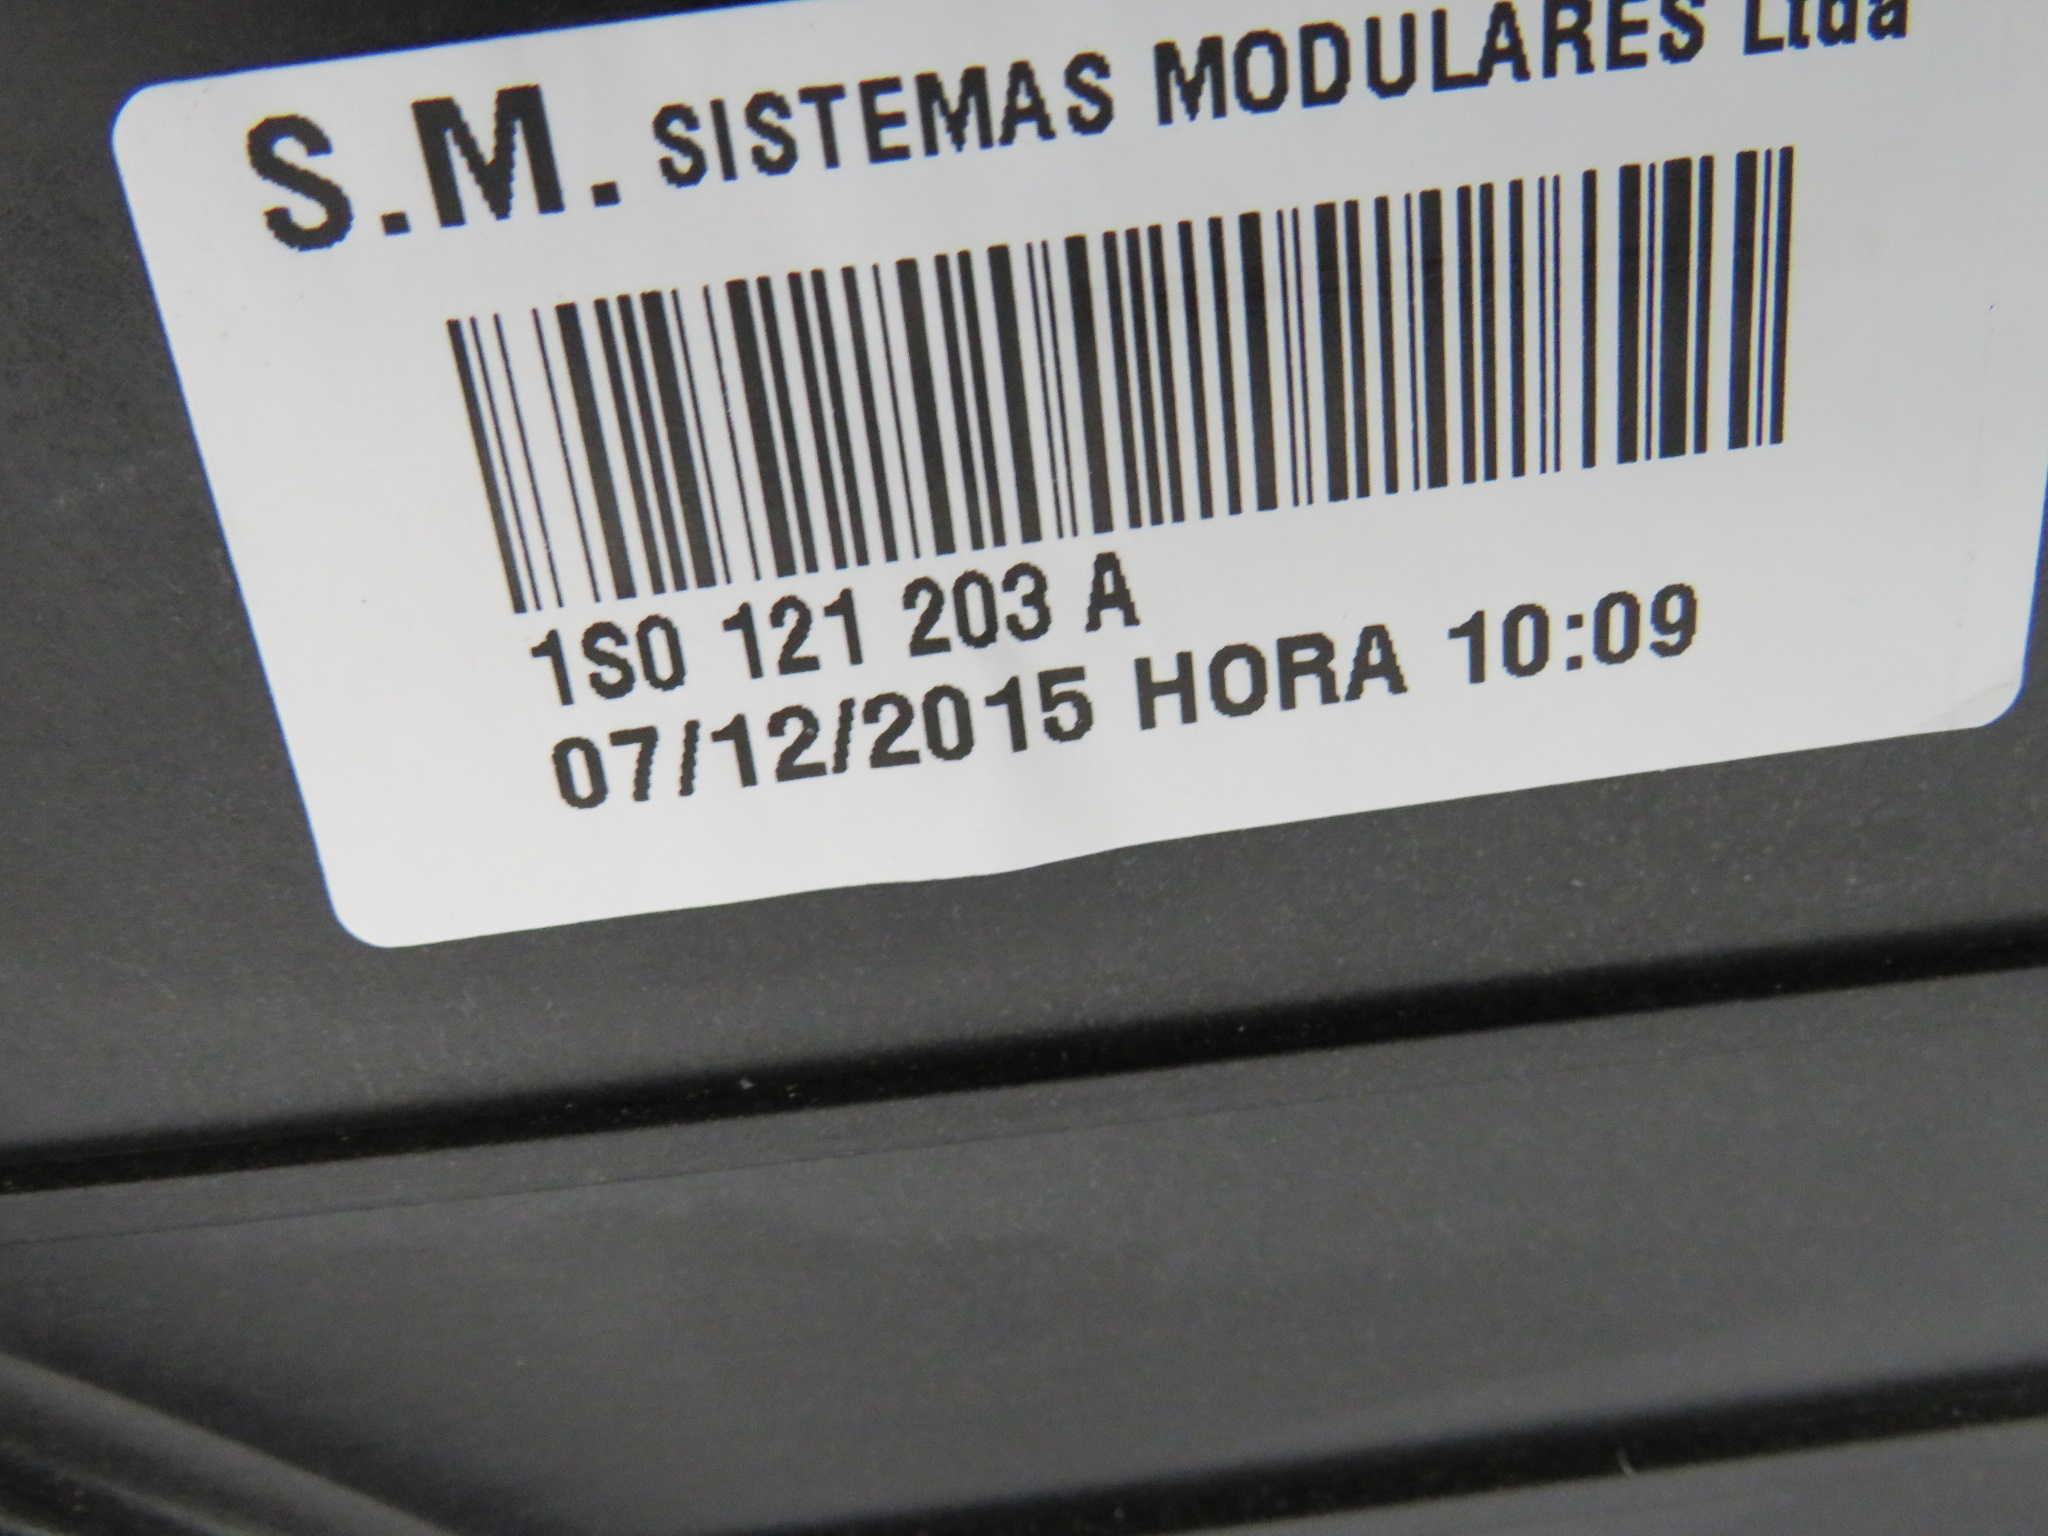 S.M. SISTEMAS MODULARES Ltda
1S0 121 203 A
07/12/2015 HORA 10:09